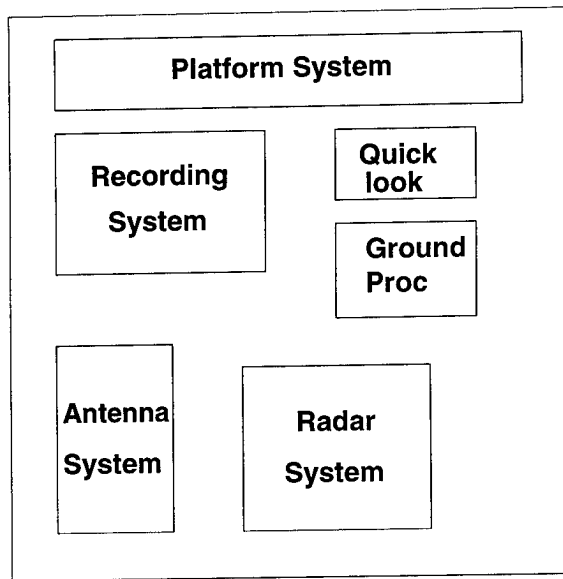 Platform System
Recording
System
Quick
look
Ground
Proc
Antenna
System
Radar
System